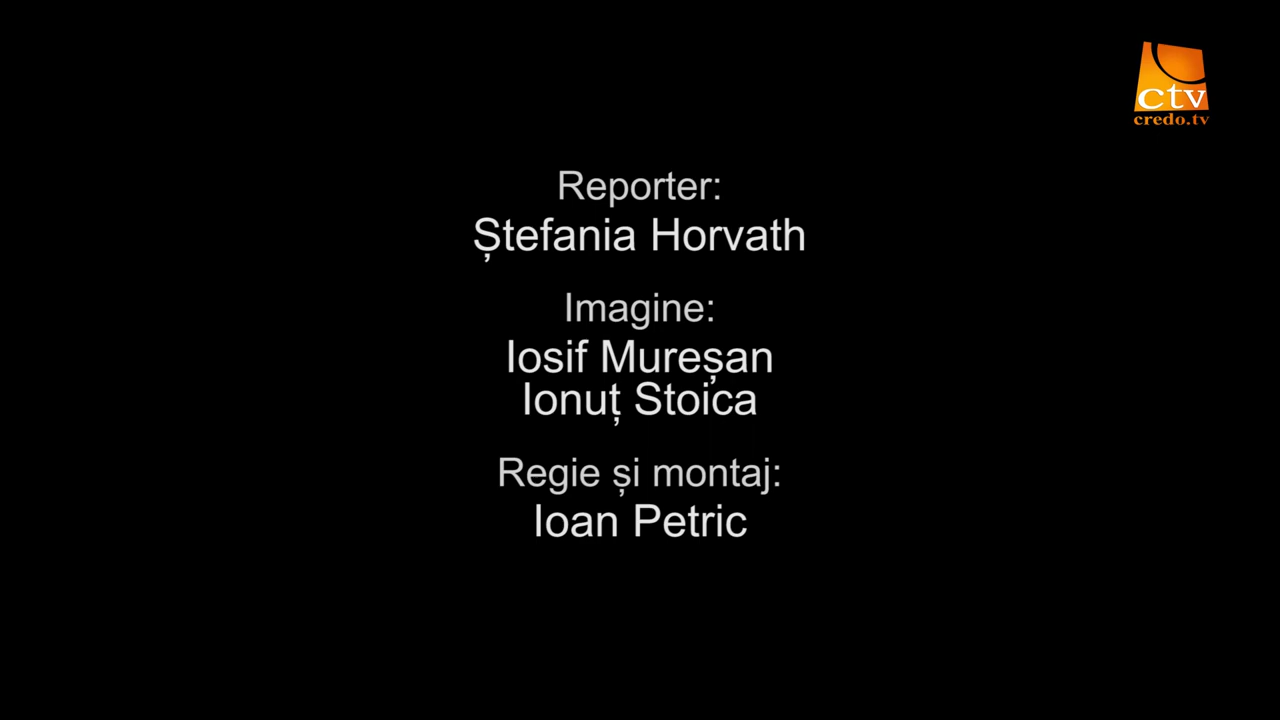 ctv
credo.tv
Reporter:
Ștefania Horvath
Imagine:
Iosif Mureșan
Ionuț Stoica
Regie și montaj:
Ioan Petric